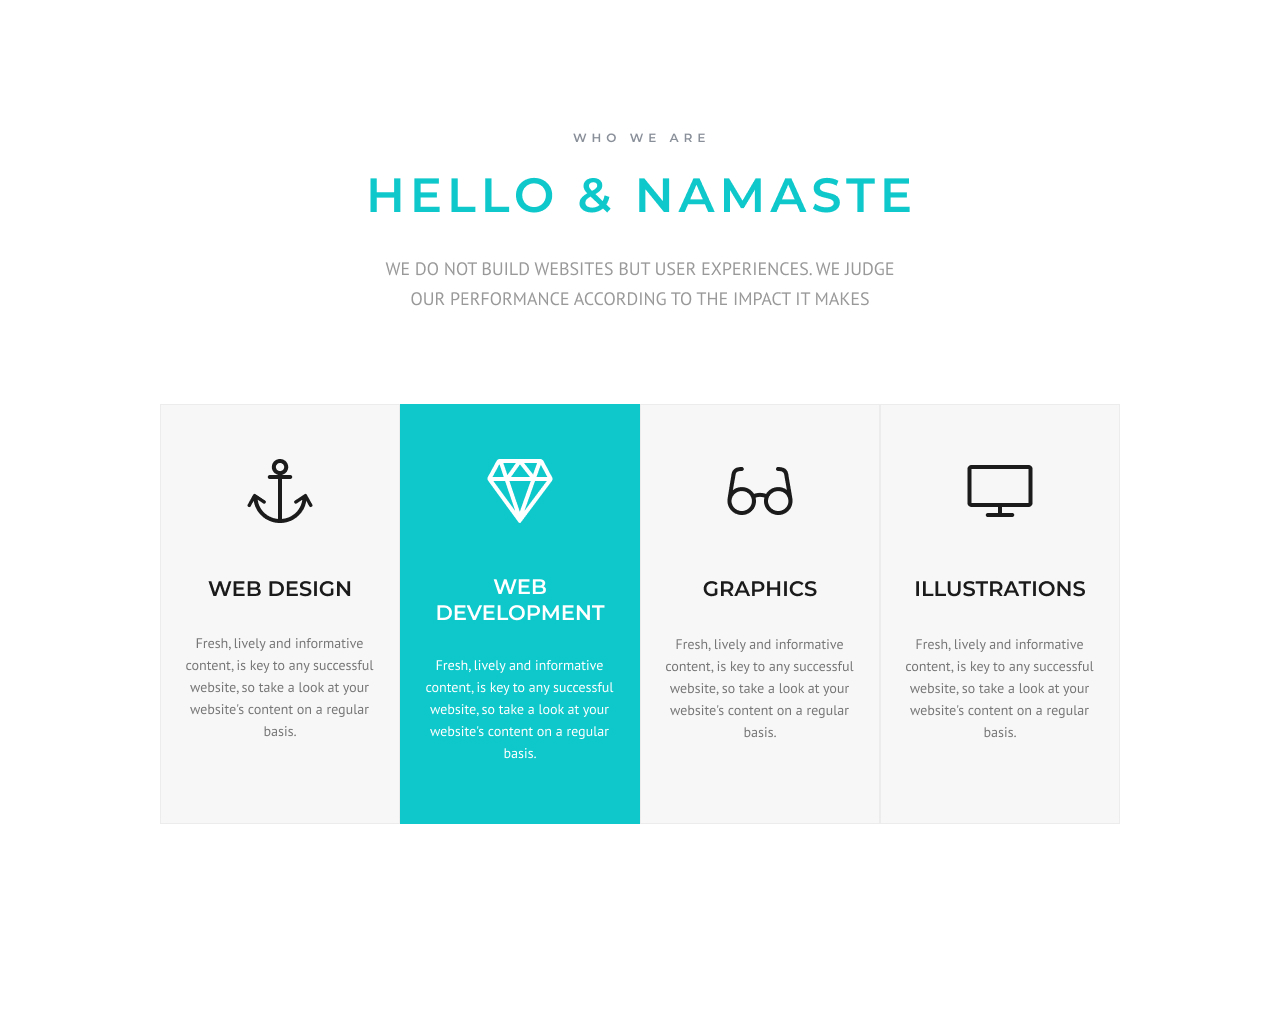 WHO WE ARE
HELLO & NAMASTE
WE DO NOT BUILD WEBSITES BUT USER EXPERIENCES. WE JUDGE
OUR PERFORMANCE ACCORDING TO THE IMPACT IT MAKES
WEB DESIGN
Fresh, lively and informative
content, is key to any successful
website, so take a look at your
website's content on a regular
basis.
WEB
DEVELOPMENT
Fresh, lively and informative
content, is key to any successful
website, so take a look at your
website's content on a regular
basis.
GRAPHICS
Fresh, lively and informative
content, is key to any successful
website, so take a look at your
website's content on a regular
basis.
ILLUSTRATIONS
Fresh, lively and informative
content, is key to any successful
website, so take a look at your
website's content on a regular
basis.